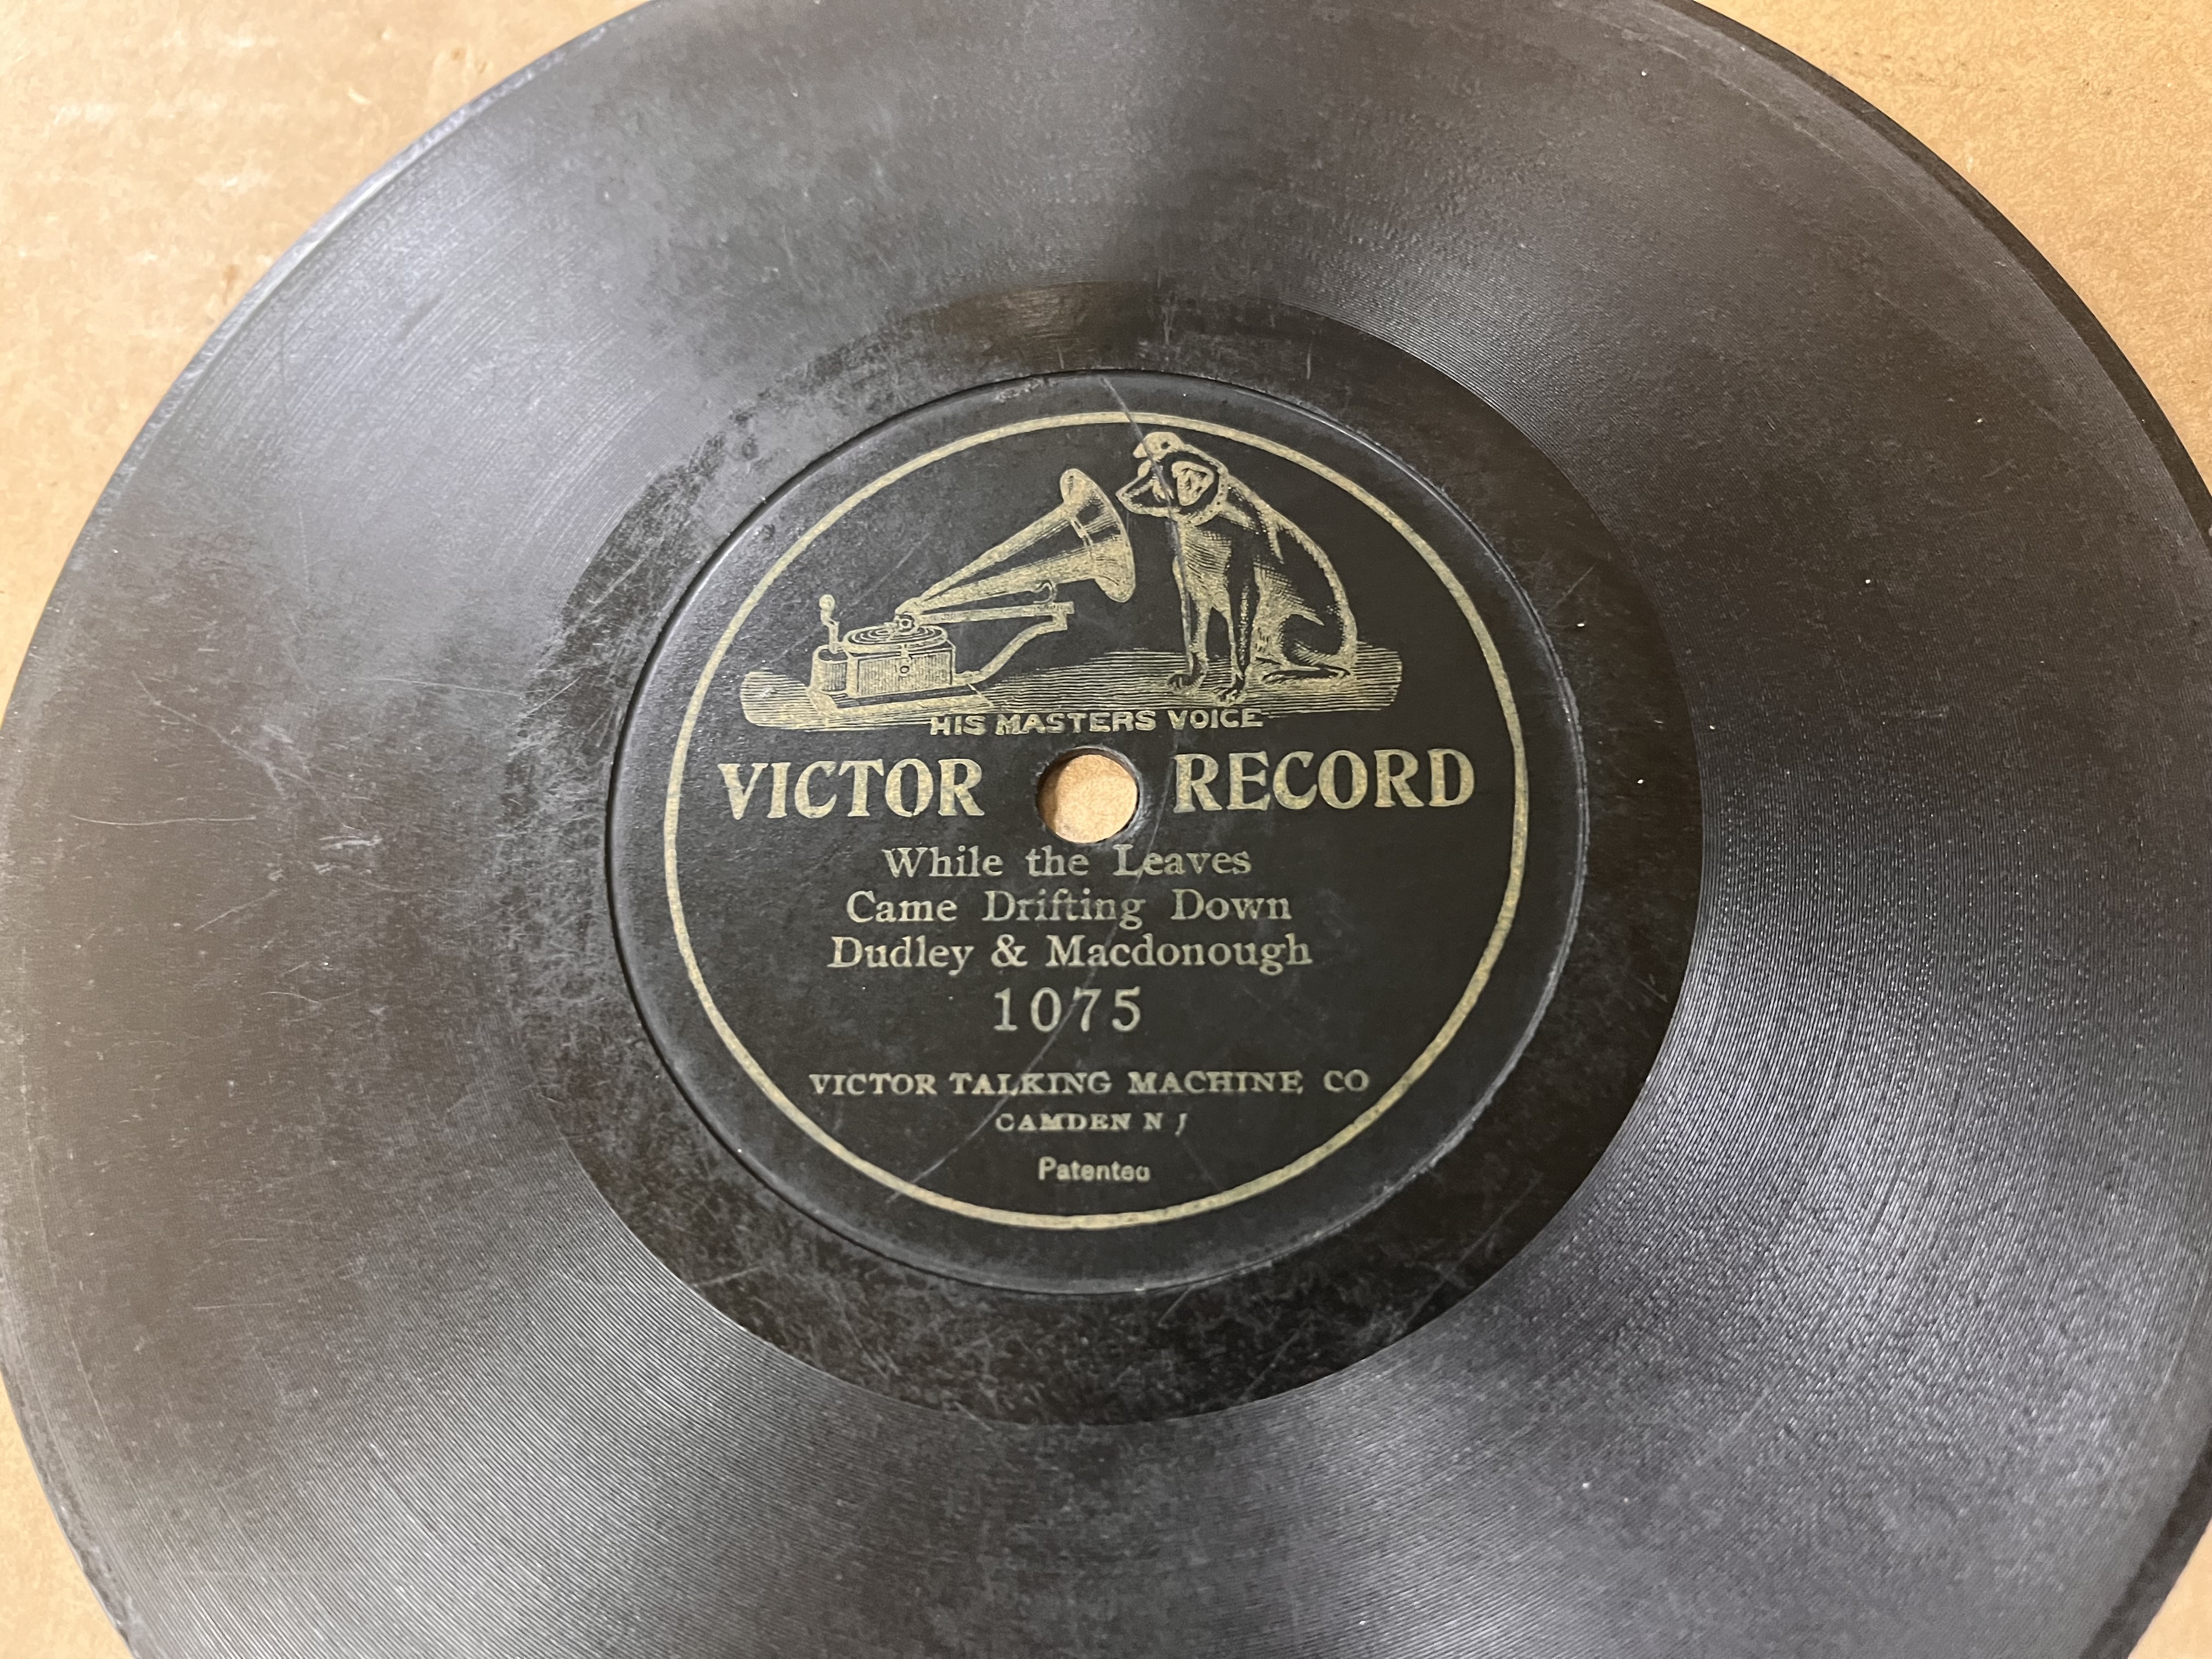 HIS MASTERS VOICE
VICTOR RECORD
While the Leaves
Came Drifting Down
Dudley & Macdonough
1075
VICTOR TALKING MACHINE CO
CAMDEN N J
Patented